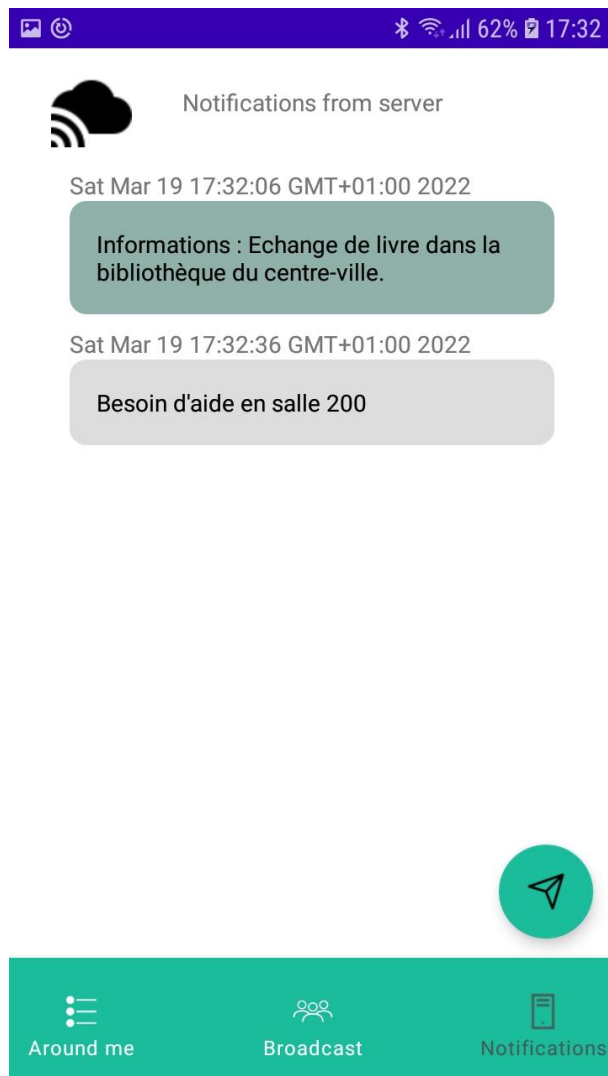 62% 17:32
Notifications from server
Sat Mar 19 17:32:06 GMT+01:00 2022
Informations : Echange de livre dans la
bibliothèque du centre-ville.
Sat Mar 19 17:32:36 GMT+01:00 2022
Besoin d'aide en salle 200
Around me Broadcast Notifications